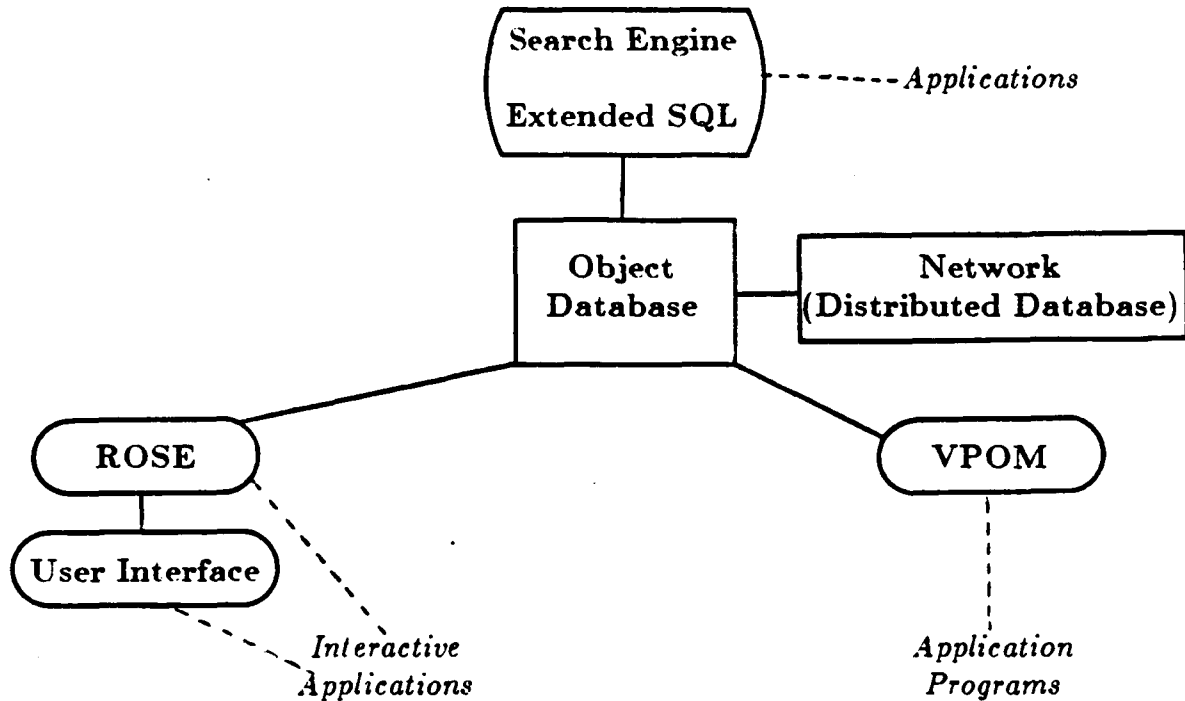 Search Engine
Extended SQL
Applications
Object
Database
Network
(Distributed Database)
ROSE
VPOM
User Interface
Interactive
Applications
Application
Programs